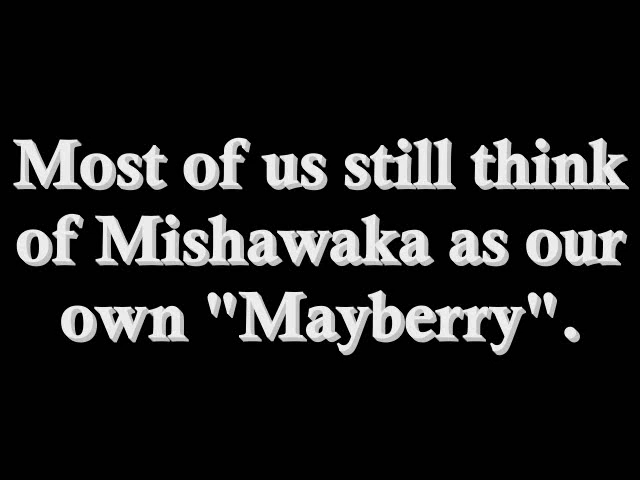 Most of us still think
of Mishawaka as our
own "Mayberry".